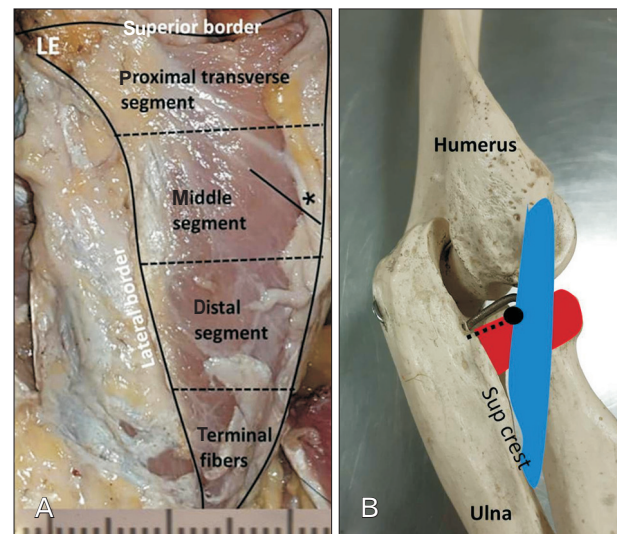 Superior border
LE
Proximal transverse
segment
*
Middle
segment
Lateral border
Distal
segment
Terminal
fibers
A
Humerus
Sup crest
Ulna
B